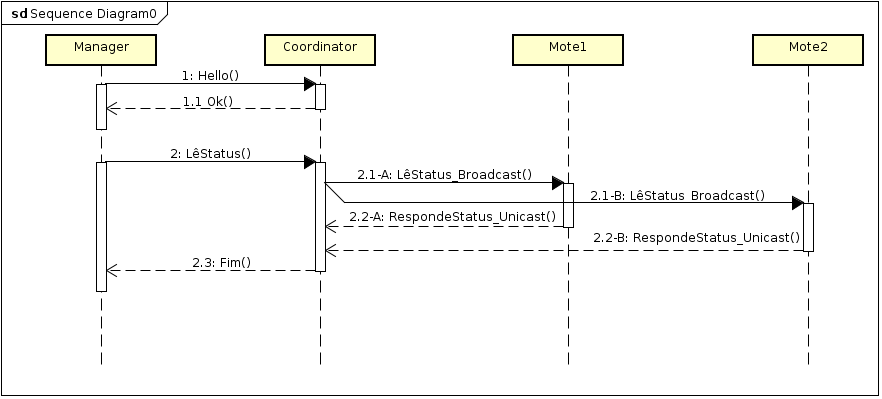 sd Sequence Diagram0
Manager
Coordinator
Mote1
Mote2
1: Hello()
1.1 Ok()
2: LêStatus()
2.1-A: LêStatus_Broadcast()
2.1-B: LêStatus_Broadcast()
2.2-A: RespondeStatus_Unicast()
2.2-B: RespondeStatus_Unicast()
2.3: Fim()